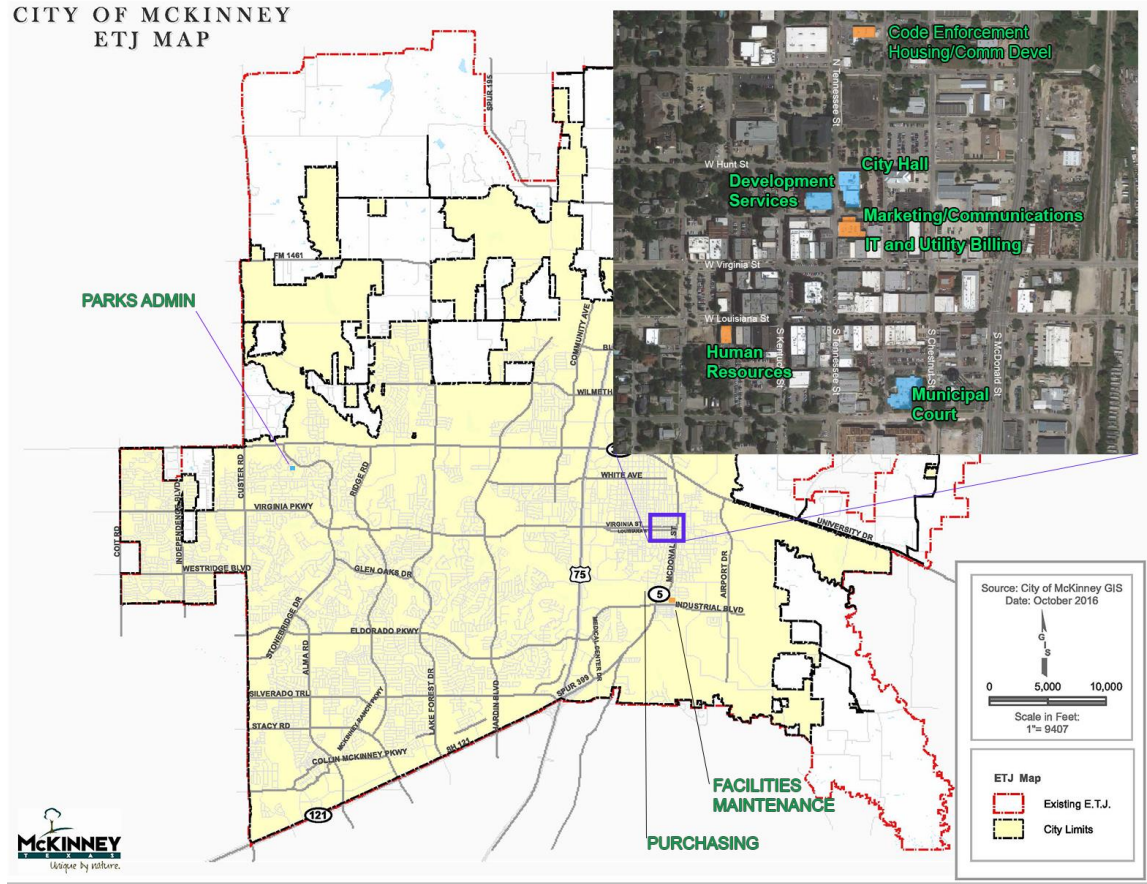 CITY OF MCKINNEY
ETJ MAP
Code Enforcement
Housing/Comm Devel
N Tennessee St
W Hunt St
City Hall
Development
Services
Marketing/Communications
IT and Utility Billing
W Virginia St
W Louisiana St
Human
Resources
S Kentucky St
S Tennessee St
S Chestnut St
S McDonald St
Municipal
Court
SPUR 195
FM 1461
PARKS ADMIN
COMMUNITY AVE
WILMETH
CUSTER RD
RIDGE RD
WHITE AVE
INDEPENDENCE BLVD
VIRGINIA PKWY
VIRGINIA ST
UNIVERSITY DR
COIT RD
WESTRIDGE BLVD
GLEN OAKS DR
75
MCDONALD ST
AIRPORT DR
5
INDUSTRIAL BLVD
STONEBRIDGE DR
ELDORADO PKWY
MEDICAL CENTER DR
ALMA RD
SILVERADO TRL
LAKE FOREST DR
HARDIN BLVD
SPUR 399
STACY RD
MCKINNEY RANCH PKWY
COLLIN MCKINNEY PKWY
SH 121
121
FACILITIES
MAINTENANCE
PURCHASING
Source: City of McKinney GIS
Date: October 2016
G
I
S
0 5,000 10,000
Scale in Feet:
1"= 9407
ETJ Map
Existing E.T.J.
City Limits
MCKINNEY
TEXAS
Unique by nature.